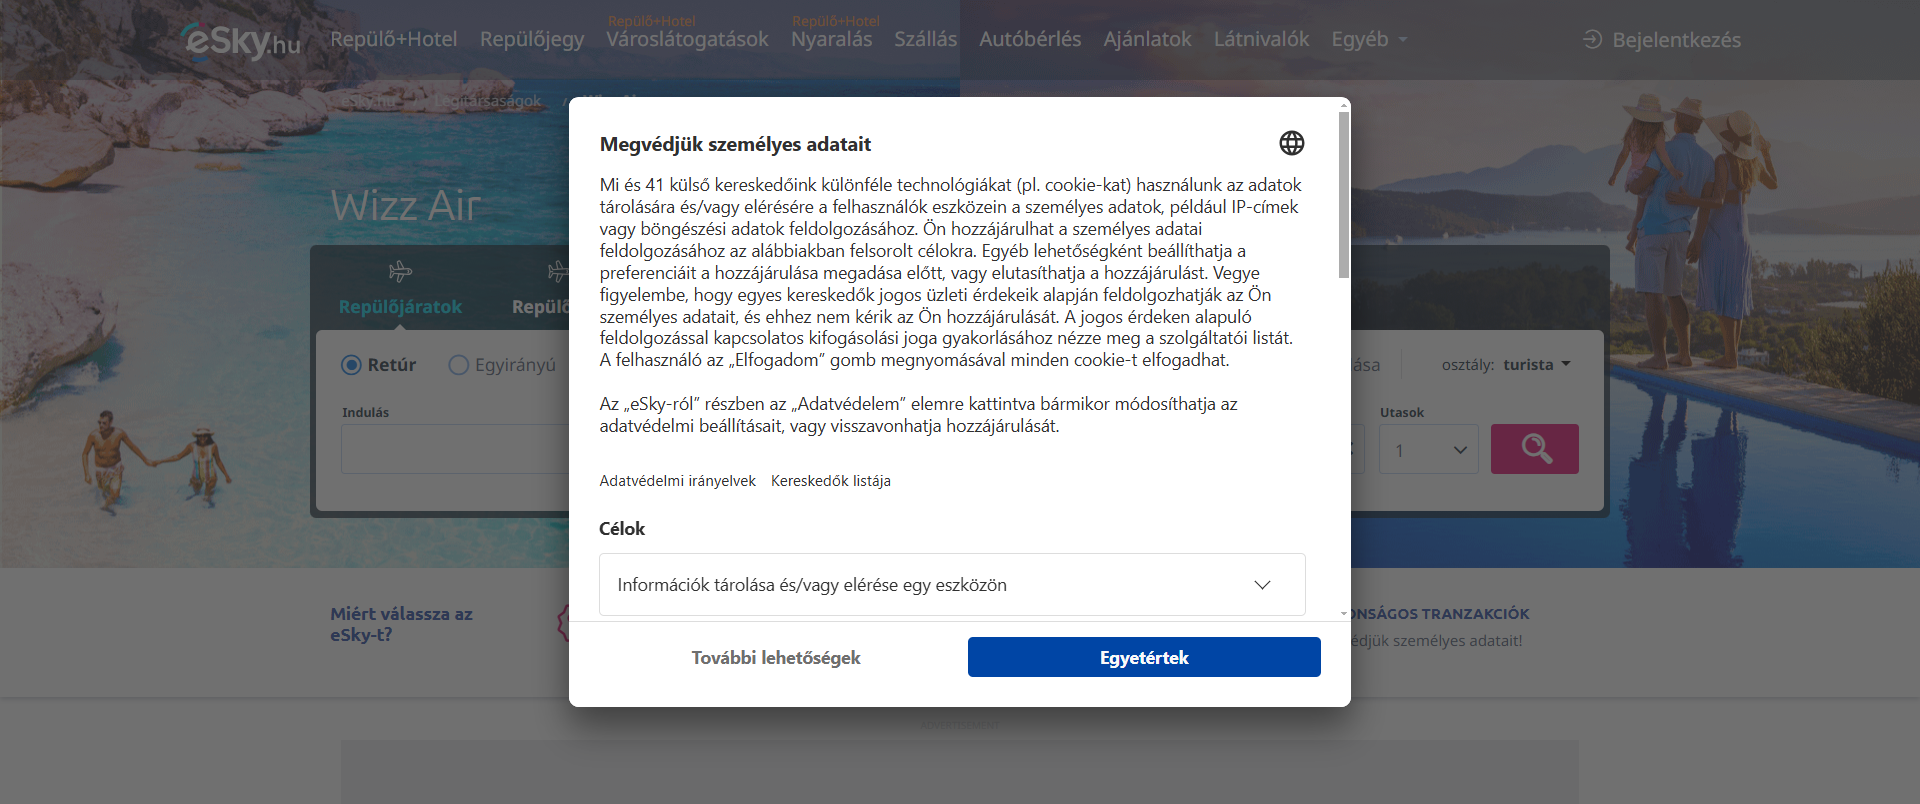 eSky.hu
Repülő+Hotel
Repülőjegy
Repülő+Hotel
Városlátogatások
Repülő+Hotel
Nyaralás
Szállás
Autóbérlés
Ajánlatok
Látnivalók
Egyéb
Bejelentkezés
eSky.hu / Légitársaságok /
Wizz Air
Repülőjáratok
Retúr
Egyirányú
osztály: turista
Indulás
Utasok
1
Megvédjük személyes adatait
Mi és 41 külső kereskedőink különféle technológiákat (pl. cookie-kat) használunk az adatok
tárolására és/vagy elérésére a felhasználók eszközein a személyes adatok, például IP-címek
vagy böngészési adatok feldolgozásához. Ön hozzájárulhat a személyes adatai
feldolgozásához az alábbiakban felsorolt célokra. Egyéb lehetőségként beállíthatja a
preferenciáit a hozzájárulása megadása előtt, vagy elutasíthatja a hozzájárulást. Vegye
figyelembe, hogy egyes kereskedők jogos üzleti érdekeik alapján feldolgozhatják az Ön
személyes adatait, és ehhez nem kérik az Ön hozzájárulását. A jogos érdeken alapuló
feldolgozással kapcsolatos kifogásolási joga gyakorlásához nézze meg a szolgáltatói listát.
A felhasználó az „Elfogadom” gomb megnyomásával minden cookie-t elfogadhat.
Az „eSky-ról” részben az „Adatvédelem” elemre kattintva bármikor módosíthatja az
adatvédelmi beállításait, vagy visszavonhatja hozzájárulását.
Adatvédelmi irányelvek
Kereskedők listája
Célok
Információk tárolása és/vagy elérése egy eszközön
További lehetőségek
Egyetértek
Miért válassza az
eSky-t?
TRANZAKCIÓK
személyes adatait!
ADVERTISEMENT